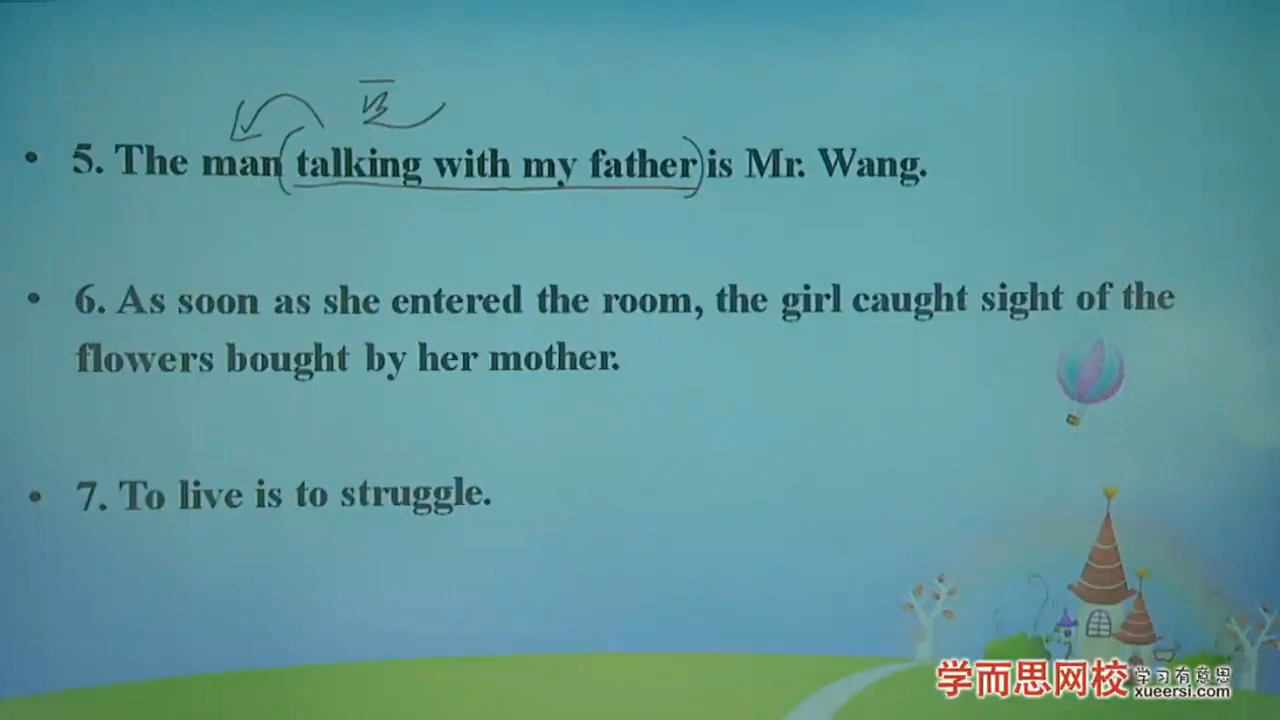 5. The man talking with my father is Mr. Wang.
6. As soon as she entered the room, the girl caught sight of the
flowers bought by her mother.
7. To live is to struggle.
学而思网校 学习有意思
xueersi.com